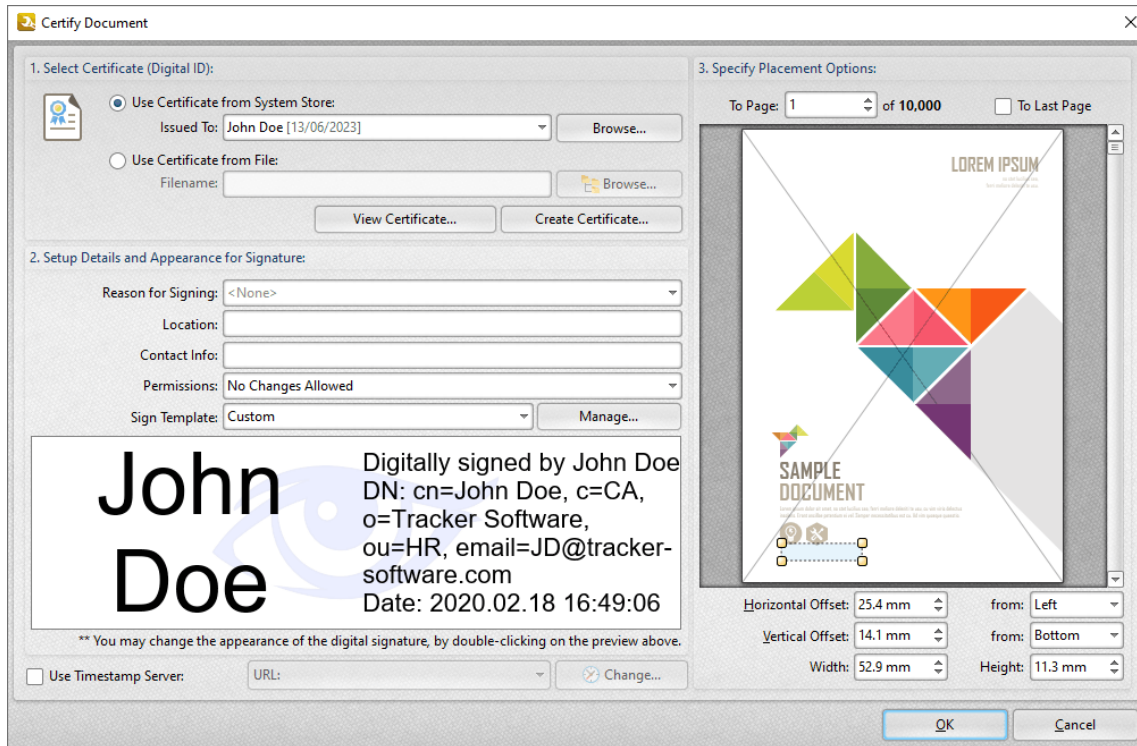 Certify Document
1. Select Certificate (Digital ID):
Use Certificate from System Store:
Issued To: John Doe [13/06/2023] Browse...
Use Certificate from File:
Filename: Browse...
View Certificate... Create Certificate...
2. Setup Details and Appearance for Signature:
Reason for Signing: <None>
Location:
Contact Info:
Permissions: No Changes Allowed
Sign Template: Custom Manage...
John
Doe
Digitally signed by John Doe
DN: cn=John Doe, c=CA,
o=Tracker Software,
ou=HR, email=JD@tracker-
software.com
Date: 2020.02.18 16:49:06
** You may change the appearance of the digital signature, by double-clicking on the preview above.
Use Timestamp Server: URL: Change...
3. Specify Placement Options:
To Page: 1 of 10,000 To Last Page
LOREM IPSUM
SAMPLE
DOCUMENT
Horizontal Offset: 25.4 mm from: Left
Vertical Offset: 14.1 mm from: Bottom
Width: 52.9 mm Height: 11.3 mm
OK Cancel